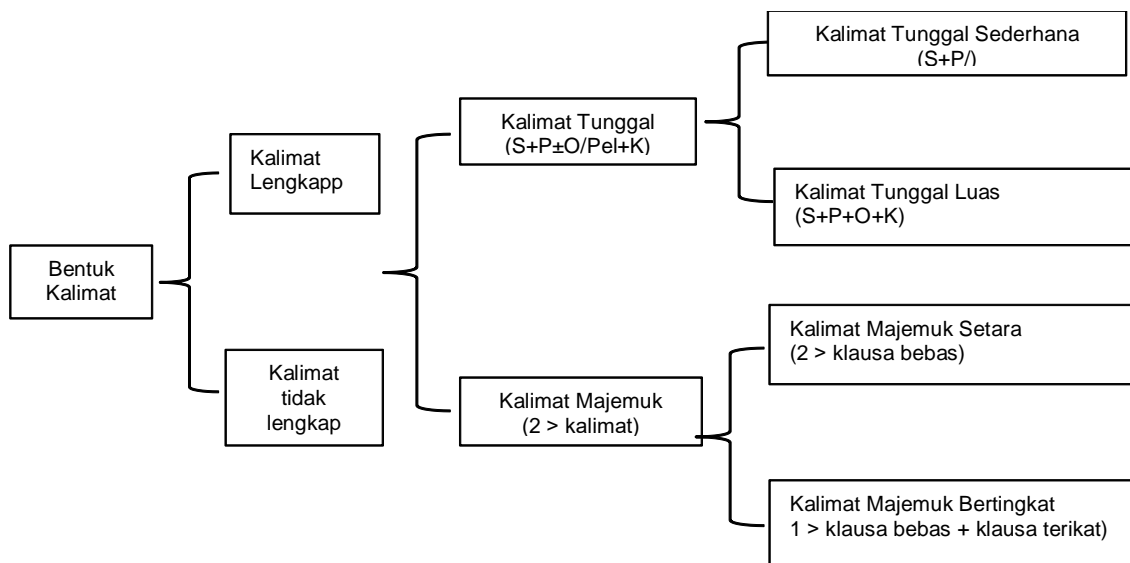 Bentuk
Kalimat
Kalimat
Lengkapp
Kalimat
tidak
lengkap
Kalimat Tunggal
(S+P±O/Pel+K)
Kalimat Majemuk
(2 > kalimat)
Kalimat Tunggal Sederhana
(S+P/)
Kalimat Tunggal Luas
(S+P+O+K)
Kalimat Majemuk Setara
(2 > klausa bebas)
Kalimat Majemuk Bertingkat
1 > klausa bebas + klausa terikat)